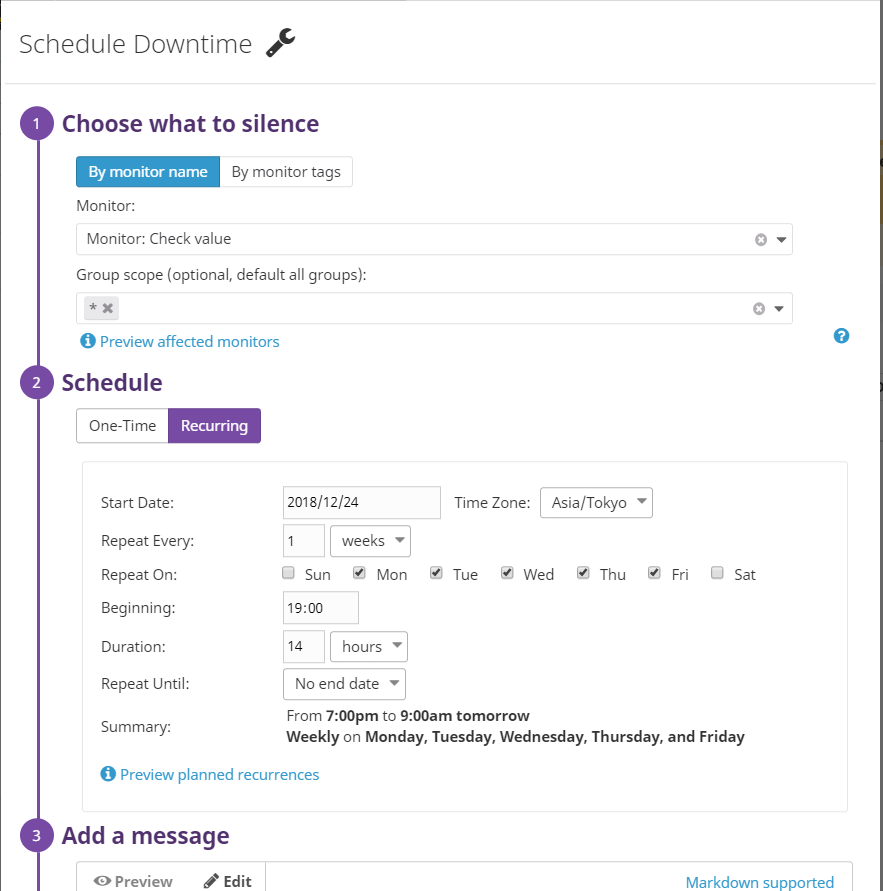 Schedule Downtime
1 Choose what to silence
By monitor name By monitor tags
Monitor:
Monitor: Check value
Group scope (optional, default all groups):
*
Preview affected monitors
2 Schedule
One-Time Recurring
Start Date: 2018/12/24 Time Zone: Asia/Tokyo
Repeat Every: 1 weeks
Repeat On: Sun Mon Tue Wed Thu Fri Sat
Beginning: 19:00
Duration: 14 hours
Repeat Until: No end date
Summary: From 7:00pm to 9:00am tomorrow
Weekly on Monday, Tuesday, Wednesday, Thursday, and Friday
Preview planned recurrences
3 Add a message
Preview Edit Markdown supported